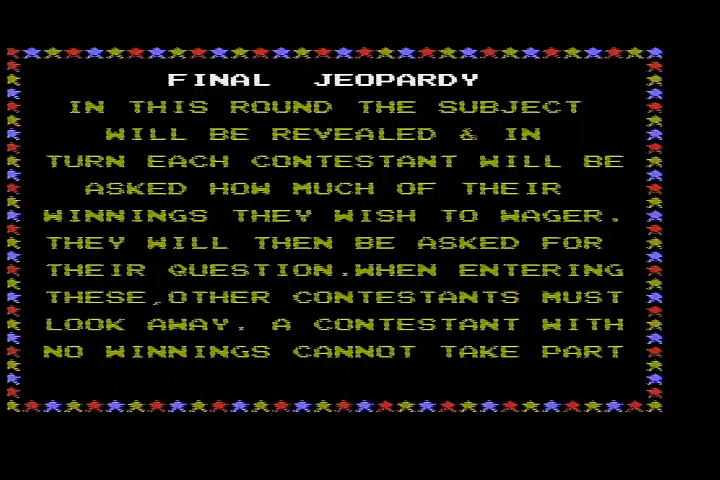 FINAL JEOPARDY
IN THIS ROUND THE SUBJECT
WILL BE REVEALED & IN
TURN EACH CONTESTANT WILL BE
ASKED HOW MUCH OF THEIR
WINNINGS THEY WISH TO WAGER.
THEY WILL THEN BE ASKED FOR
THEIR QUESTION.WHEN ENTERING
THESE,OTHER CONTESTANTS MUST
LOOK AWAY. A CONTESTANT WITH
NO WINNINGS CANNOT TAKE PART